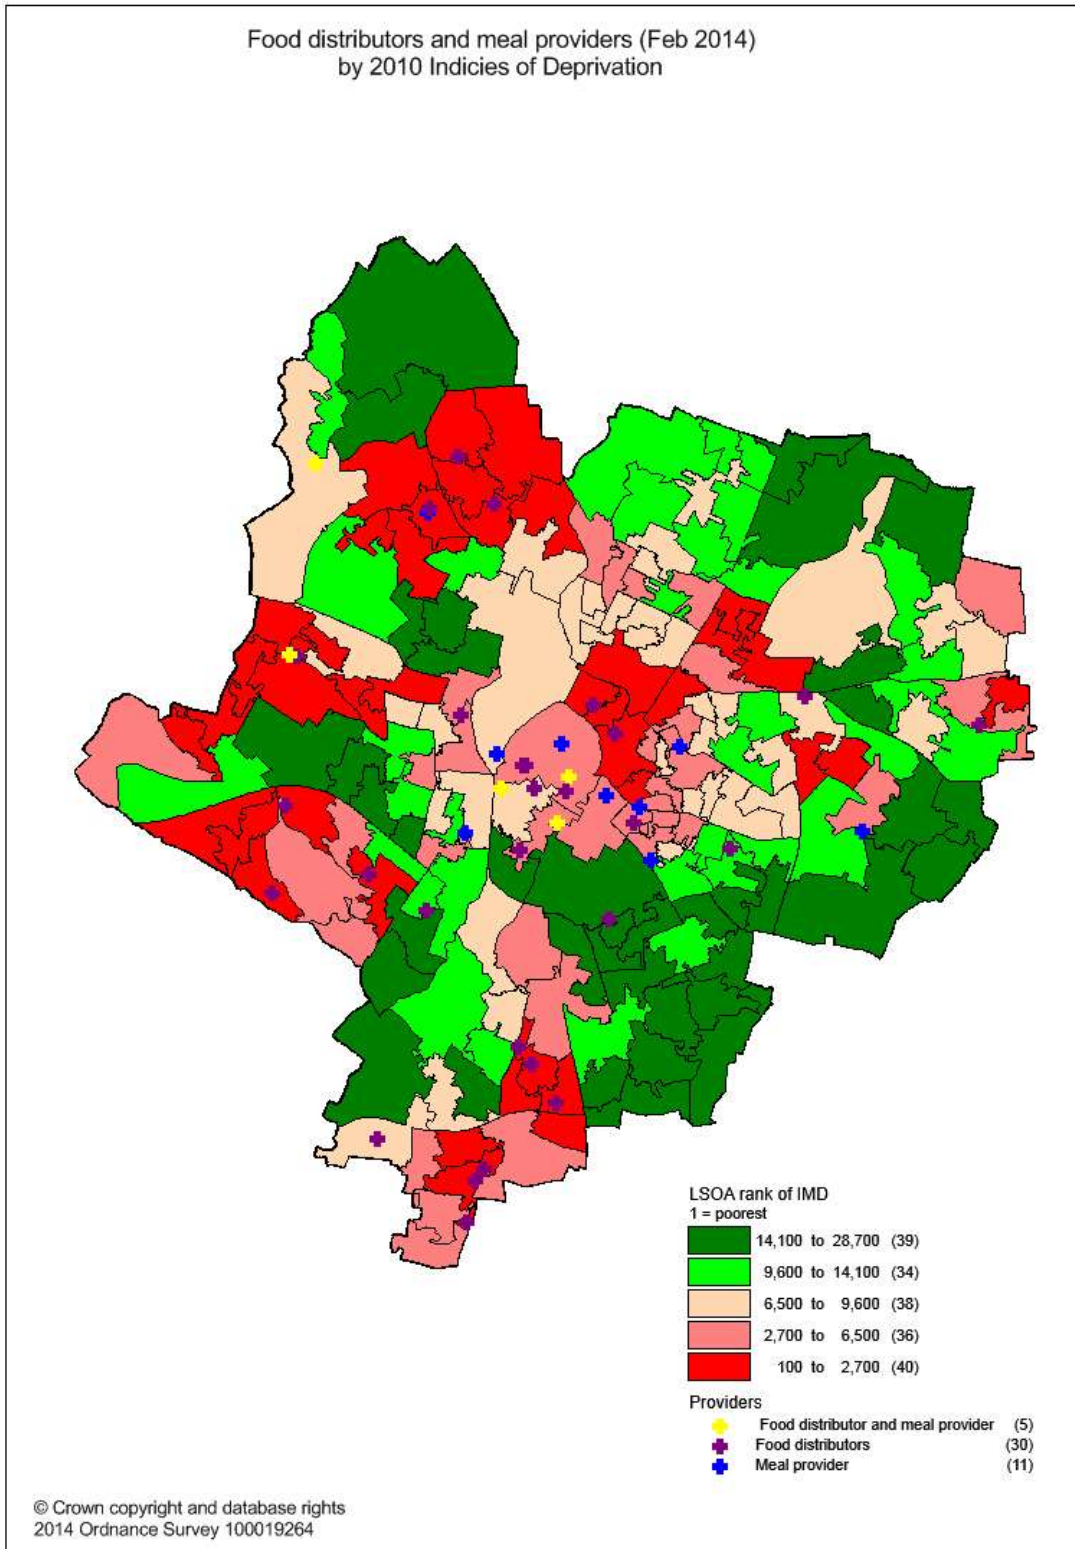 Food distributors and meal providers (Feb 2014)
by 2010 Indicies of Deprivation
LSOA rank of IMD
1 = poorest
14,100 to 28,700 (39)
9,600 to 14,100 (34)
6,500 to 9,600 (38)
2,700 to 6,500 (36)
100 to 2,700 (40)
Providers
Food distributor and meal provider (5)
Food distributors (30)
Meal provider (11)
© Crown copyright and database rights
2014 Ordnance Survey 100019264